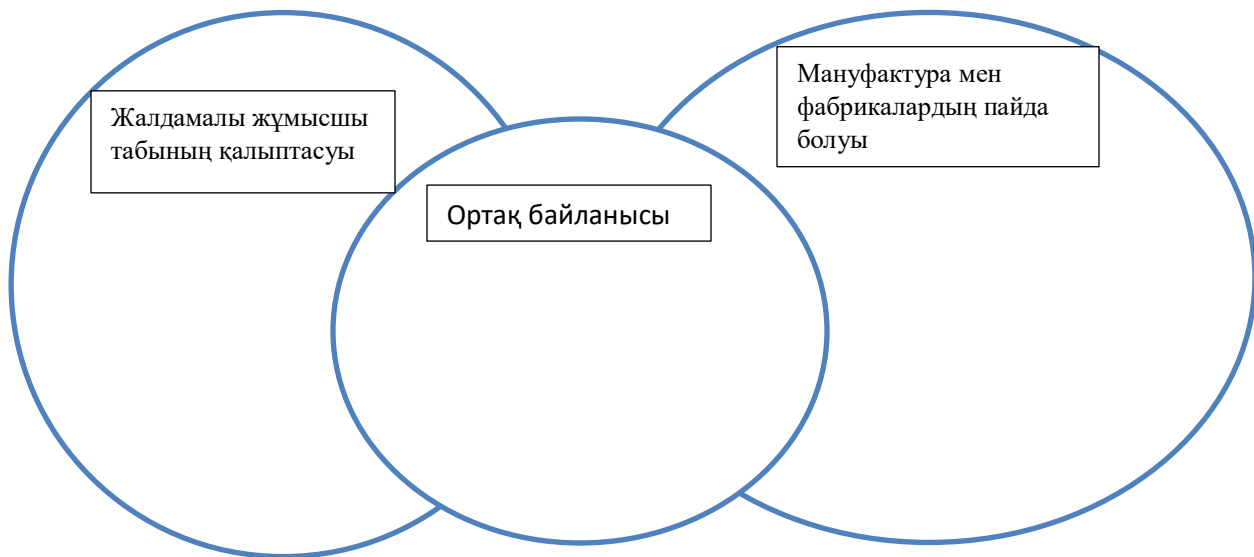 Жалдамалы жұмысшы
табының қалыптасуы
Ортақ байланысы
Мануфактура мен
фабрикалардың пайда
болуы